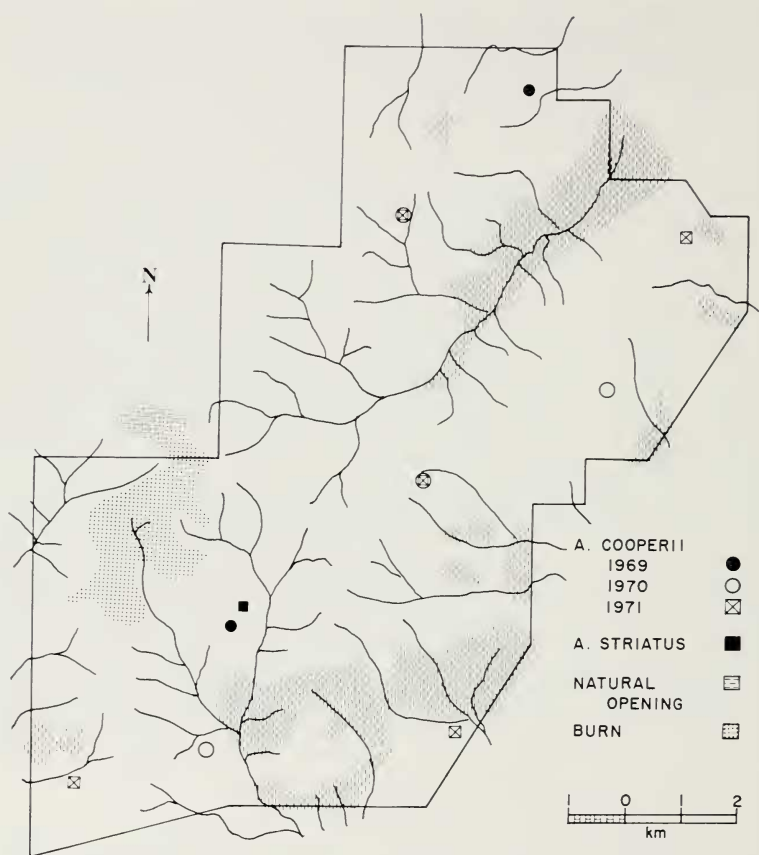 N
A. COOPERII
1969
1970
1971
A. STRIATUS
NATURAL
OPENING
BURN
1 0 1 2
km